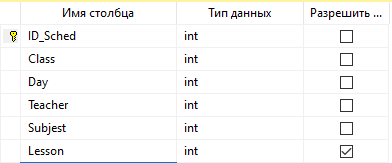 Имя столбца Тип данных Разрешить ...
ID_Sched int
Class int
Day int
Teacher int
Subjest int
Lesson int